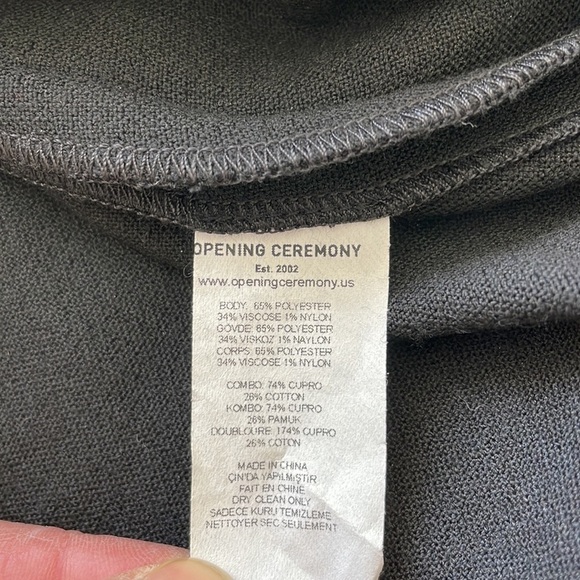 OPENING CEREMONY
Est. 2002
www.openingceremony.us
BODY: 65% POLYESTER
34% VISCOSE 1% NYLON
GÖVDE: 65% POLYESTER
34% VISKOZ 1% NAYLON
CORPS: 65% POLYESTER
34% VISCOSE 1% NYLON
COMBO: 74% CUPRO
26% COTTON
KOMBO: 74% CUPRO
26% PAMUK
DOUBLOURE: 174% CUPRO
26% COTON
MADE IN CHINA
ÇIN'DA YAPILMIŞTIR
FAIT EN CHINE
DRY CLEAN ONLY
SADECE KURU TEMIZLEME
NETTOYER SEC SEULEMENT